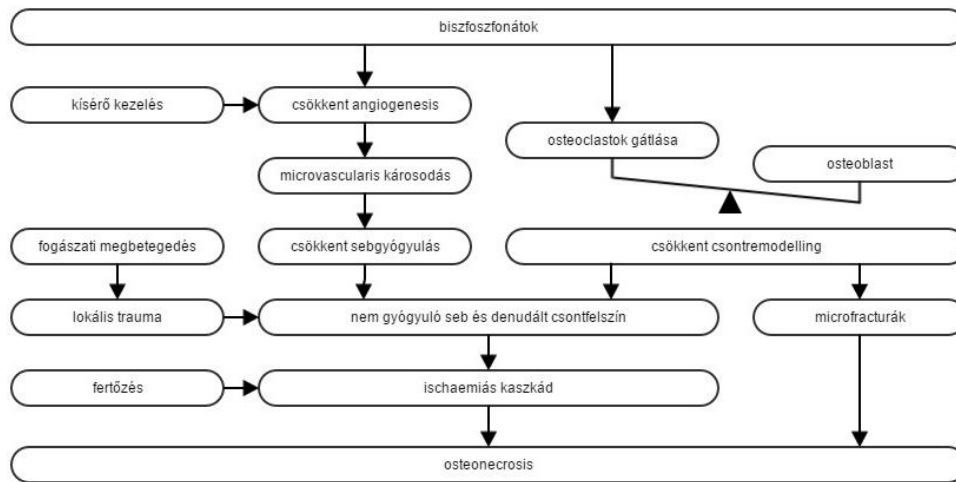 biszfoszfonátok
kísérő kezelés
csökkent angiogenesis
osteoclastok gátlása
osteoblast
microvascularis károsodás
fogászati megbetegedés
csökkent sebgyógyulás
csökkent csontremodelling
lokális trauma
nem gyógyuló seb és denudált csontfelszín
microfracturák
fertőzés
ischaemiás kaszkád
osteonecrosis